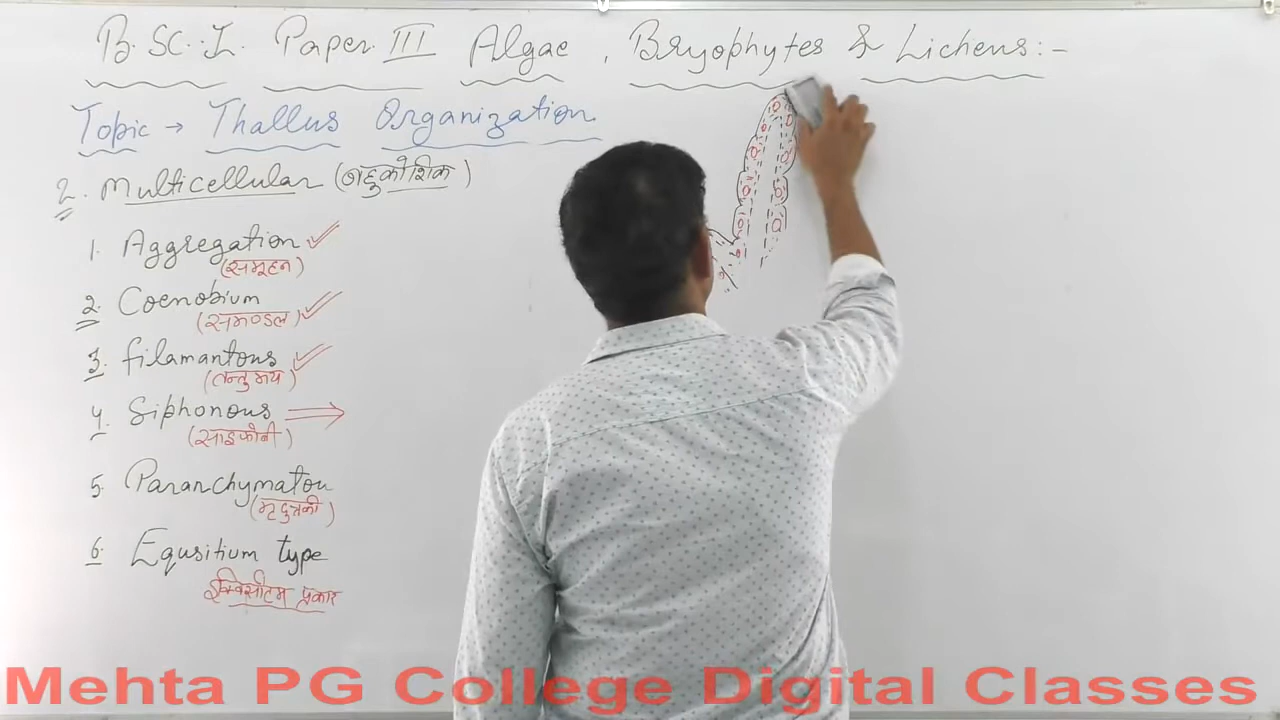 B. SC. I. Paper III Algae , Bryophytes & Lichens:-
Topic → Thallus Organization
2. Multicellular (बहुकौशिक)
1. Aggregation
(समूहन)
2. Coenobium
(समण्डल)
3. filamantous
(तन्तुमय)
4. Siphonous
(साइफोनी)
5. Paranchymatou
(मृदुतकी)
6. Equsitium type
इक्विसीटम प्रकार
Mehta PG College Digital Classes